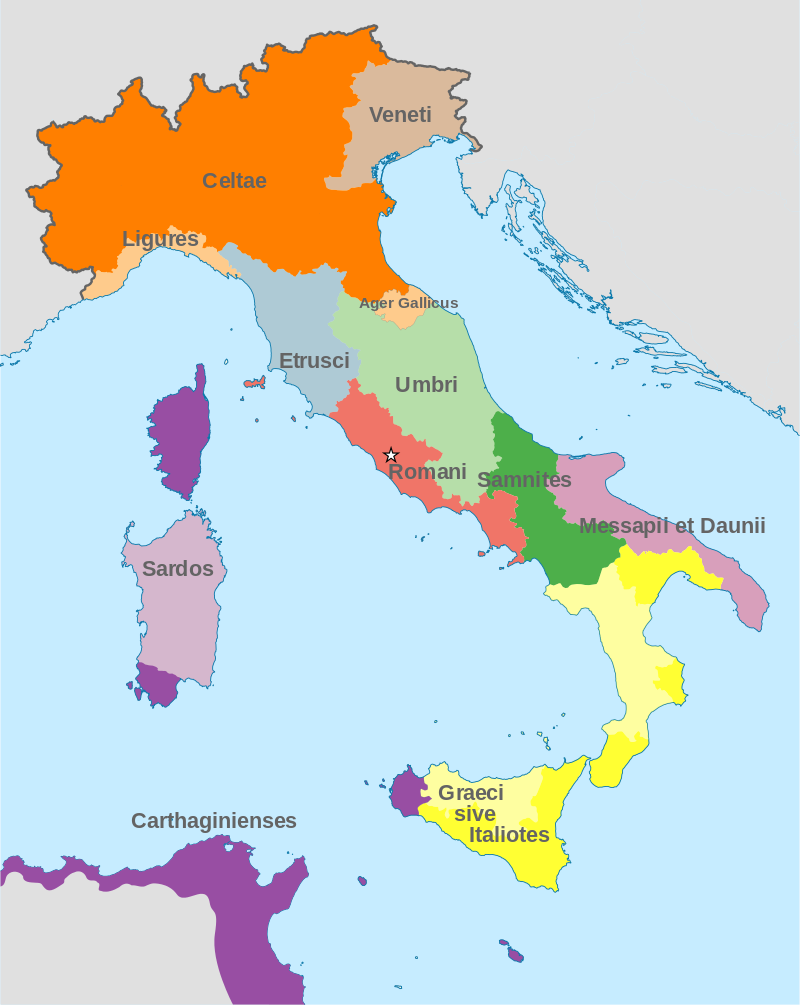 Veneti
Celtae
Ligures
Ager Gallicus
Etrusci
Umbri
Romani
Samnites
Messapii et Daunii
Sardos
Graeci
sive
Italiotes
Carthaginienses